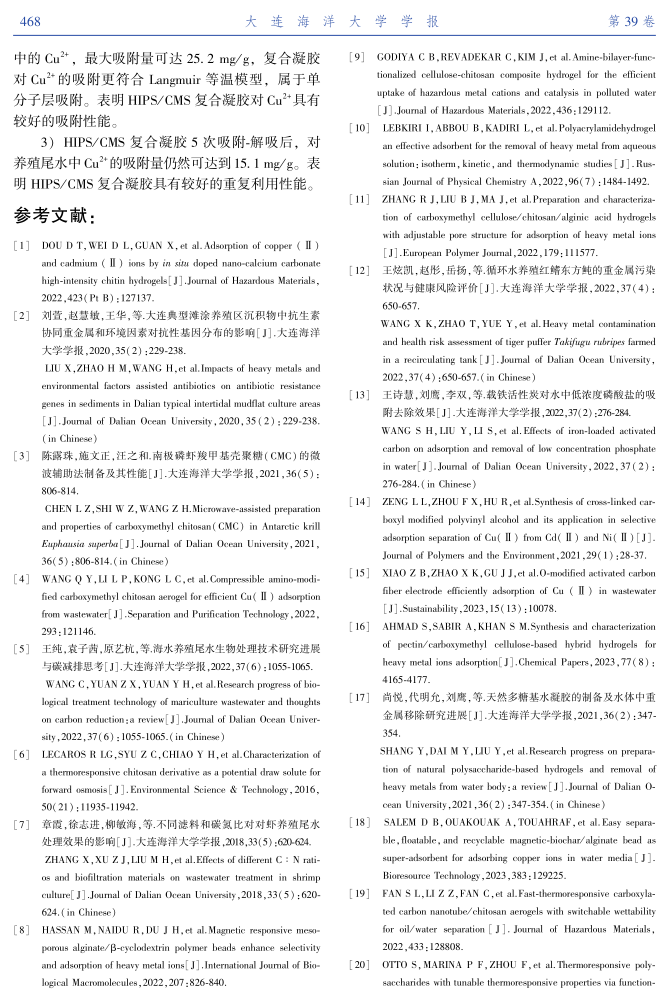 468
大连海洋大学学报
第 39 卷
中的 Cu²⁺，最大吸附量可达 25. 2 mg/g，复合凝胶
对 Cu²⁺的吸附更符合 Langmuir 等温模型，属于单
分子层吸附。表明 HIPS/CMS 复合凝胶对 Cu²⁺具有
较好的吸附性能。
3）HIPS/CMS 复合凝胶 5 次吸附-解吸后，对
养殖尾水中 Cu²⁺的吸附量仍然可达到 15. 1 mg/g。表
明 HIPS/CMS 复合凝胶具有较好的重复利用性能。
参考文献：
[1] DOU D T,WEI D L,GUAN X,et al.Adsorption of copper (Ⅱ)
and cadmium (Ⅱ) ions by in situ doped nano-calcium carbonate
high-intensity chitin hydrogels[J].Journal of Hazardous Materials,
2022,423(Pt B):127137.
[2] 刘萱,赵慧敏,王华,等.大连典型滩涂养殖区沉积物中抗生素
协同重金属和环境因素对抗性基因分布的影响[J].大连海洋
大学学报,2020,35(2):229-238.
LIU X,ZHAO H M,WANG H,et al.Impacts of heavy metals and
environmental factors assisted antibiotics on antibiotic resistance
genes in sediments in Dalian typical intertidal mudflat culture areas
[J].Journal of Dalian Ocean University,2020,35(2):229-238.
(in Chinese)
[3] 陈露珠,施文正,汪之和.南极磷虾羧甲基壳聚糖(CMC)的微
波辅助法制备及其性能[J].大连海洋大学学报,2021,36(5):
806-814.
CHEN L Z,SHI W Z,WANG Z H.Microwave-assisted preparation
and properties of carboxymethyl chitosan(CMC) in Antarctic krill
Euphausia superba[J].Journal of Dalian Ocean University,2021,
36(5):806-814.(in Chinese)
[4] WANG Q Y,LI L P,KONG L C,et al.Compressible amino-modi-
fied carboxymethyl chitosan aerogel for efficient Cu(Ⅱ) adsorption
from wastewater[J].Separation and Purification Technology,2022,
293:121146.
[5] 王纯,袁子茜,原艺杭,等.海水养殖尾水生物处理技术研究进展
与碳减排思考[J].大连海洋大学学报,2022,37(6):1055-1065.
WANG C,YUAN Z X,YUAN Y H,et al.Research progress of bio-
logical treatment technology of mariculture wastewater and thoughts
on carbon reduction:a review[J].Journal of Dalian Ocean Univer-
sity,2022,37(6):1055-1065.(in Chinese)
[6] LECAROS R LG,SYU Z C,CHIAO Y H,et al.Characterization of
a thermoresponsive chitosan derivative as a potential draw solute for
forward osmosis[J].Environmental Science & Technology,2016,
50(21):11935-11942.
[7] 章霞,徐志进,柳敏海,等.不同滤料和碳氮比对对虾养殖尾水
处理效果的影响[J].大连海洋大学学报,2018,33(5):620-624.
ZHANG X,XU Z J,LIU M H,et al.Effects of different C∶N rati-
os and biofiltration materials on wastewater treatment in shrimp
culture[J].Journal of Dalian Ocean University,2018,33(5):620-
624.(in Chinese)
[8] HASSAN M,NAIDU R,DU J H,et al.Magnetic responsive meso-
porous alginate/β-cyclodextrin polymer beads enhance selectivity
and adsorption of heavy metal ions[J].International Journal of Bio-
logical Macromolecules,2022,207:826-840.
[9] GODIYA C B,REVADEKAR C,KIM J,et al.Amine-bilayer-func-
tionalized cellulose-chitosan composite hydrogel for the efficient
uptake of hazardous metal cations and catalysis in polluted water
[J].Journal of Hazardous Materials,2022,436:129112.
[10] LEBKIRI I,ABBOU B,KADIRI L,et al.Polyacrylamidehydrogel
an effective adsorbent for the removal of heavy metal from aqueous
solution:isotherm,kinetic,and thermodynamic studies[J].Rus-
sian Journal of Physical Chemistry A,2022,96(7):1484-1492.
[11] ZHANG R J,LIU B J,MA J,et al.Preparation and characteriza-
tion of carboxymethyl cellulose/chitosan/alginic acid hydrogels
with adjustable pore structure for adsorption of heavy metal ions
[J].European Polymer Journal,2022,179:111577.
[12] 王炫凯,赵彤,岳扬,等.循环水养殖红鳍东方鲀的重金属污染
状况与健康风险评价[J].大连海洋大学学报,2022,37(4):
650-657.
WANG X K,ZHAO T,YUE Y,et al.Heavy metal contamination
and health risk assessment of tiger puffer Takifugu rubripes farmed
in a recirculating tank[J].Journal of Dalian Ocean University,
2022,37(4):650-657.(in Chinese)
[13] 王诗慧,刘鹰,李双,等.载铁活性炭对水中低浓度磷酸盐的吸
附去除效果[J].大连海洋大学学报,2022,37(2):276-284.
WANG S H,LIU Y,LI S,et al.Effects of iron-loaded activated
carbon on adsorption and removal of low concentration phosphate
in water[J].Journal of Dalian Ocean University,2022,37(2):
276-284.(in Chinese)
[14] ZENG L L,ZHOU F X,HU R,et al.Synthesis of cross-linked car-
boxyl modified polyvinyl alcohol and its application in selective
adsorption separation of Cu(Ⅱ) from Cd(Ⅱ) and Ni(Ⅱ)[J].
Journal of Polymers and the Environment,2021,29(1):28-37.
[15] XIAO Z B,ZHAO X K,GU J J,et al.O-modified activated carbon
fiber electrode efficiently adsorption of Cu (Ⅱ) in wastewater
[J].Sustainability,2023,15(13):10078.
[16] AHMAD S,SABIR A,KHAN S M.Synthesis and characterization
of pectin/carboxymethyl cellulose-based hybrid hydrogels for
heavy metal ions adsorption[J].Chemical Papers,2023,77(8):
4165-4177.
[17] 尚悦,代明允,刘鹰,等.天然多糖基水凝胶的制备及水体中重
金属移除研究进展[J].大连海洋大学学报,2021,36(2):347-
354.
SHANG Y,DAI M Y,LIU Y,et al.Research progress on prepara-
tion of natural polysaccharide-based hydrogels and removal of
heavy metals from water body:a review[J].Journal of Dalian O-
cean University,2021,36(2):347-354.(in Chinese)
[18] SALEM D B,OUAKOUAK A,TOUAHRAF,et al.Easy separa-
ble,floatable,and recyclable magnetic-biochar/alginate bead as
super-adsorbent for adsorbing copper ions in water media[J].
Bioresource Technology,2023,383:129225.
[19] FAN S L,LI Z Z,FAN C,et al.Fast-thermoresponsive carboxyla-
ted carbon nanotube/chitosan aerogels with switchable wettability
for oil/water separation[J].Journal of Hazardous Materials,
2022,433:128808.
[20] OTTO S,MARINA P F,ZHOU F,et al.Thermoresponsive poly-
saccharides with tunable thermoresponsive properties via function-